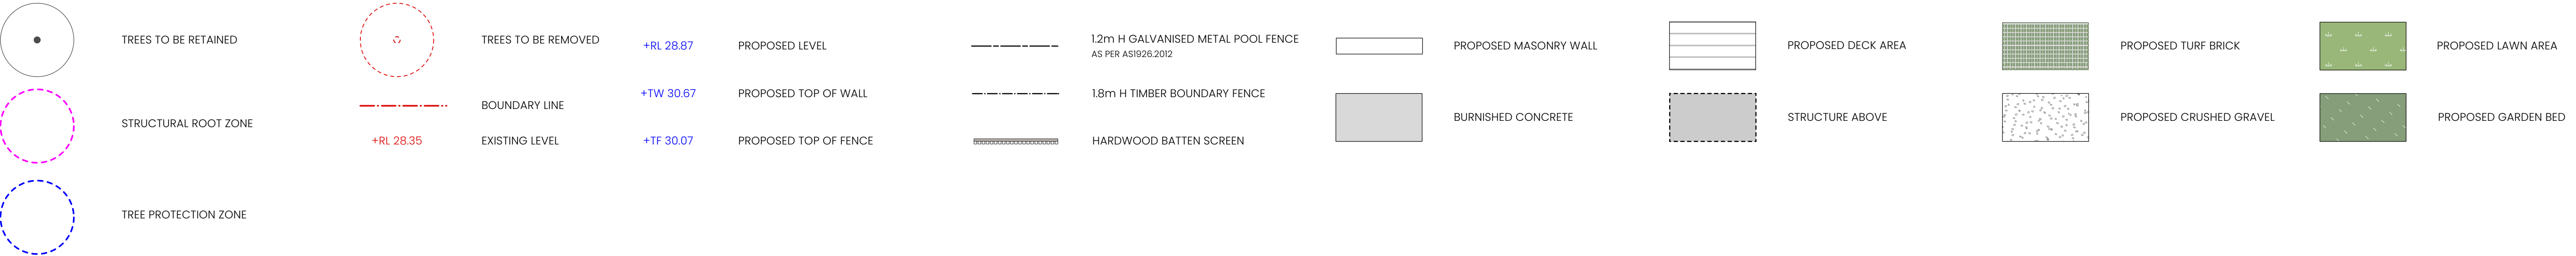 TREES TO BE RETAINED
STRUCTURAL ROOT ZONE
TREE PROTECTION ZONE
TREES TO BE REMOVED
BOUNDARY LINE
+RL 28.35 EXISTING LEVEL
+RL 28.87 PROPOSED LEVEL
+TW 30.67 PROPOSED TOP OF WALL
+TF 30.07 PROPOSED TOP OF FENCE
1.2m H GALVANISED METAL POOL FENCE
AS PER AS1926.2012
1.8m H TIMBER BOUNDARY FENCE
HARDWOOD BATTEN SCREEN
PROPOSED MASONRY WALL
BURNISHED CONCRETE
PROPOSED DECK AREA
STRUCTURE ABOVE
PROPOSED TURF BRICK
PROPOSED CRUSHED GRAVEL
PROPOSED LAWN AREA
PROPOSED GARDEN BED